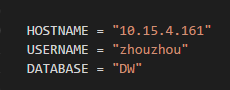 HOSTNAME = "10.15.4.161"
USERNAME = "zhouzhou"
DATABASE = "DW"